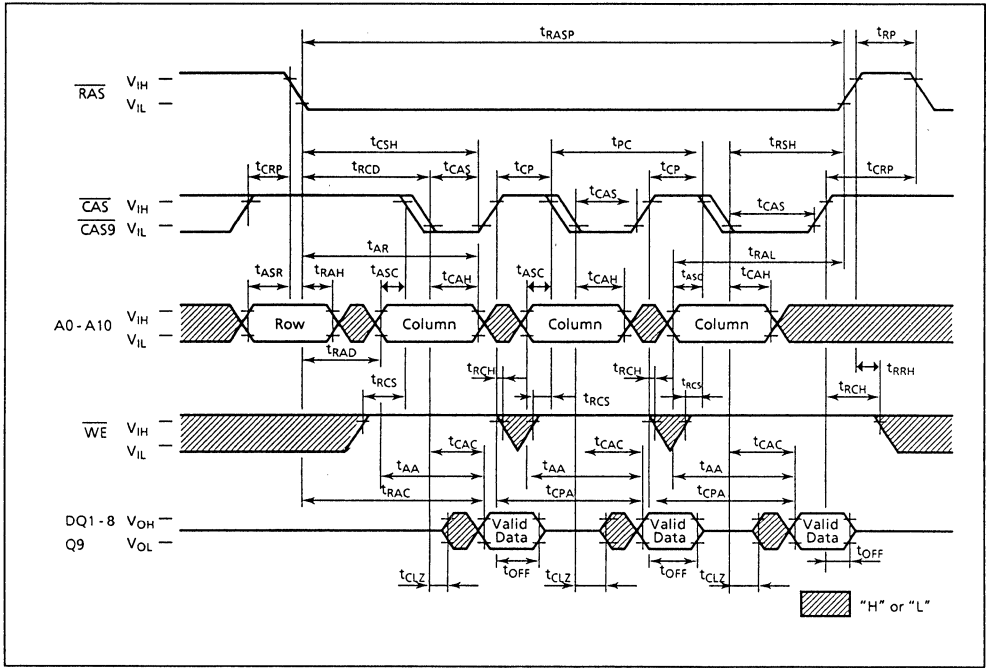 tRASP tRP
RAS VIH
VIL
tCSH tPC tRSH
tCRP tRCD tCAS tCP tCP tCRP
CAS VIH tCAS tCAS
CAS9 VIL
tAR tRAL
tASR tRAH tASC tCAH tASC tCAH tASC tCAH
A0 - A10 VIH Row Column Column Column
VIL
tRAD tRCH tRCH tRRH
tRCS tRCS tRCS tRCH
WE VIH
VIL
tCAC tCAC tCAC
tAA tAA tAA
tRAC tCPA tCPA
DQ1 - 8 VOH Valid Valid Valid
Q9 VOL Data Data Data
tCLZ tOFF tCLZ tOFF tCLZ tOFF
"H" or "L"